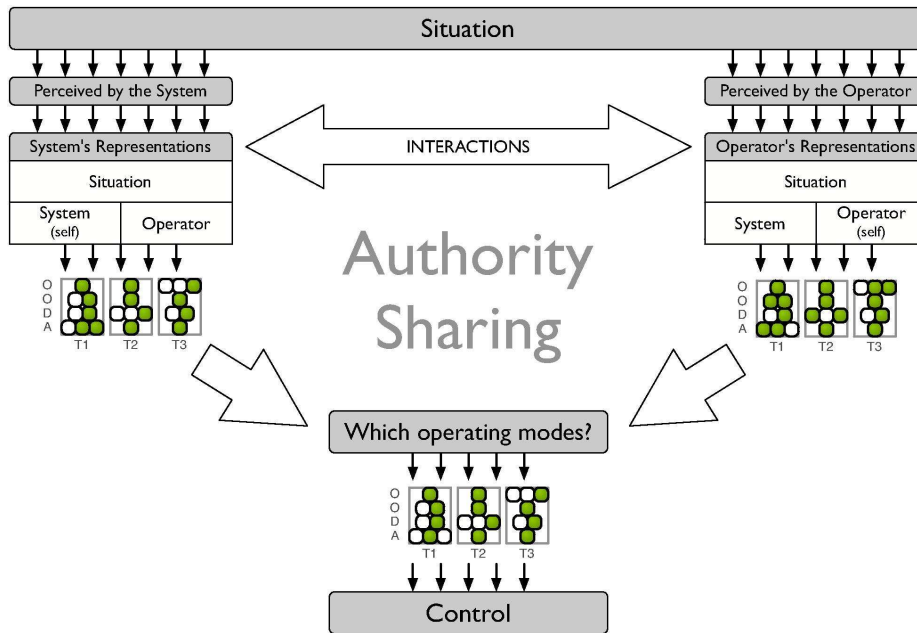 Situation
Perceived by the System
Perceived by the Operator
System's Representations
INTERACTIONS
Operator's Representations
Situation
Situation
System
(self)
Operator
System
Operator
(self)
Authority
Sharing
O
O
D
A
T1 T2 T3
O
O
D
A
T1 T2 T3
Which operating modes?
O
O
D
A
T1 T2 T3
Control